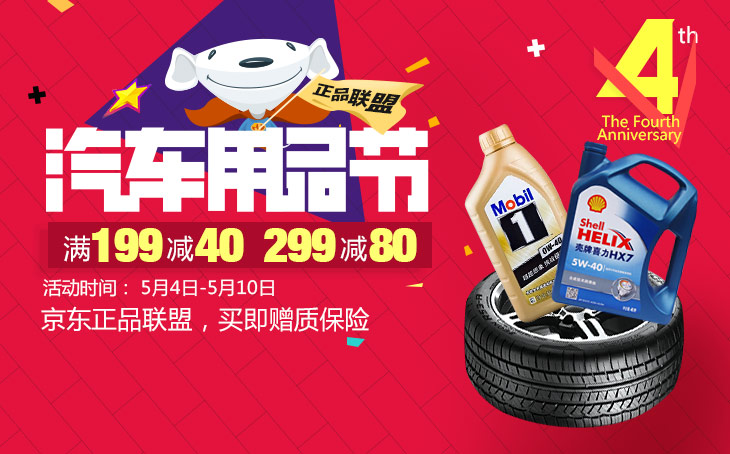 正品联盟
4th
The Fourth
Anniversary
汽车用品节
满199减40 299减80
活动时间： 5月4日-5月10日
京东正品联盟，买即赠质保险
Mobil
1
0W-40
Shell
HELIX
壳牌喜力HX7
5W-40